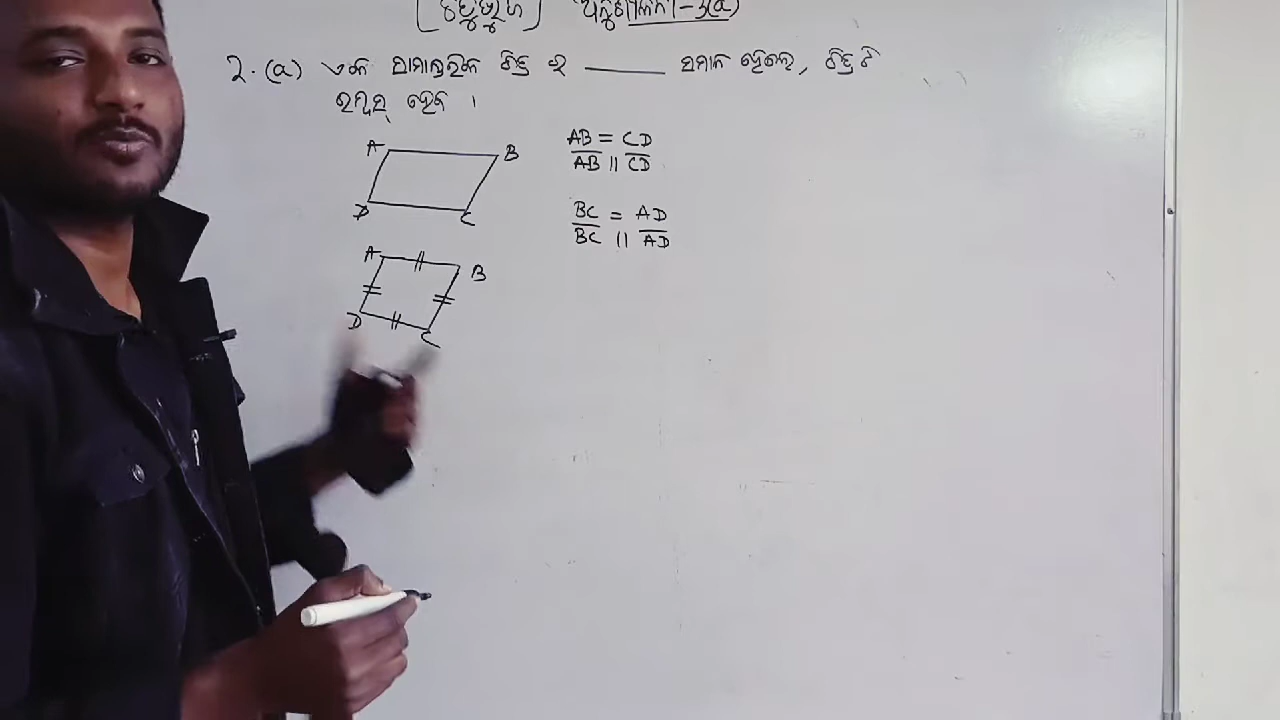 [ଚତୁର୍ଭୁଜ] ଅନୁଶୀଳନୀ-3(a)
2. (a) ଏକ ସାମାନ୍ତରିକ ଚିତ୍ର ର ______ ସମାନ ହେଲେ, ଚିତ୍ରଟି
ରମ୍ବସ୍ ହେବ ।
A B
D C
AB = CD
AB || CD
BC = AD
BC || AD
A B
D C